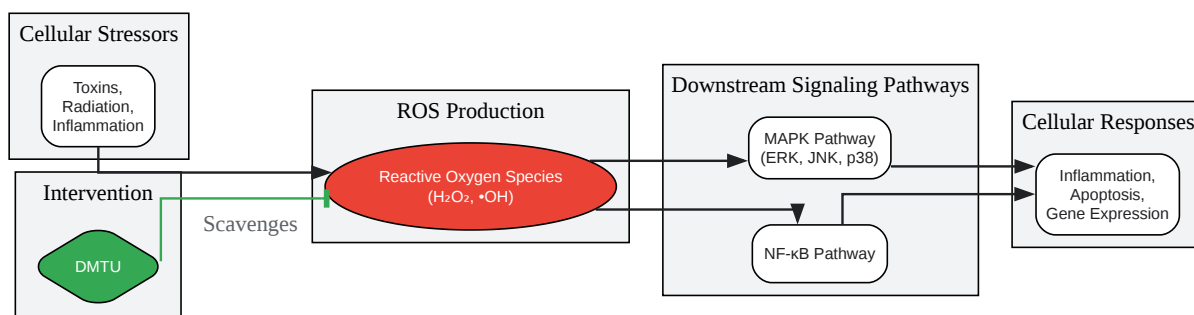 Cellular Stressors
Toxins,
Radiation,
Inflammation
Intervention
DMTU
Scavenges
ROS Production
Reactive Oxygen Species
(H₂O₂, •OH)
Downstream Signaling Pathways
MAPK Pathway
(ERK, JNK, p38)
NF-κB Pathway
Cellular Responses
Inflammation,
Apoptosis,
Gene Expression